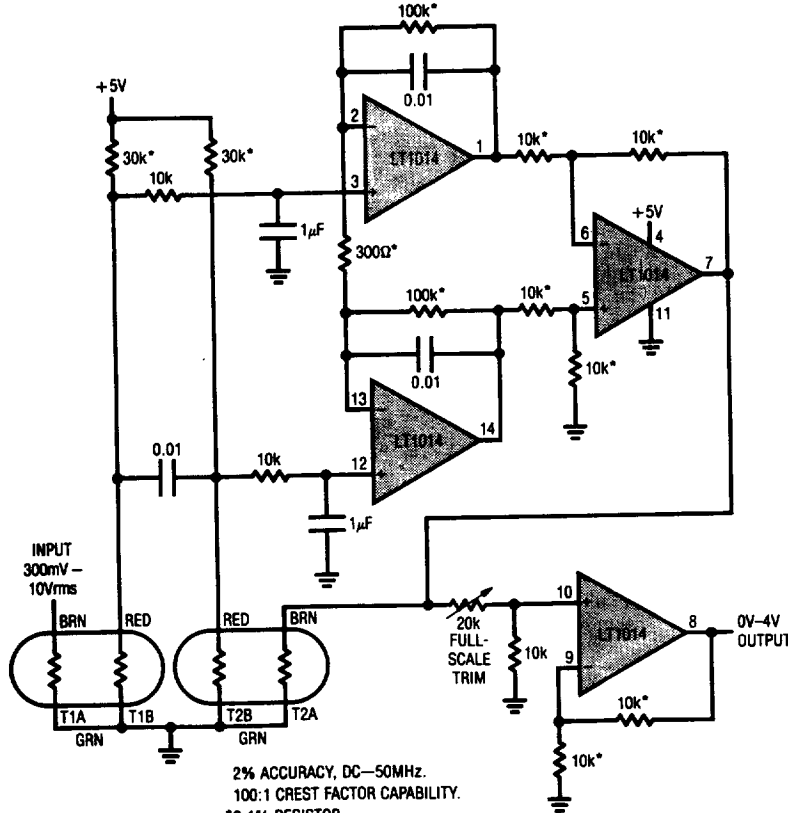 100k*
0.01
+5V
30k*
30k*
10k
2
3
1
LT1014
10k*
10k*
1µF
300Ω*
6
5
+5V
4
7
11
LT1014
100k*
0.01
10k*
10k*
13
12
14
LT1014
0.01
10k
1µF
INPUT
300mV –
10Vrms
BRN
RED
RED
BRN
T1A
T1B
T2B
T2A
GRN
GRN
20k
FULL-
SCALE
TRIM
10k
10
9
8
LT1014
0V–4V
OUTPUT
10k*
10k*
2% ACCURACY, DC—50MHz.
100:1 CREST FACTOR CAPABILITY.